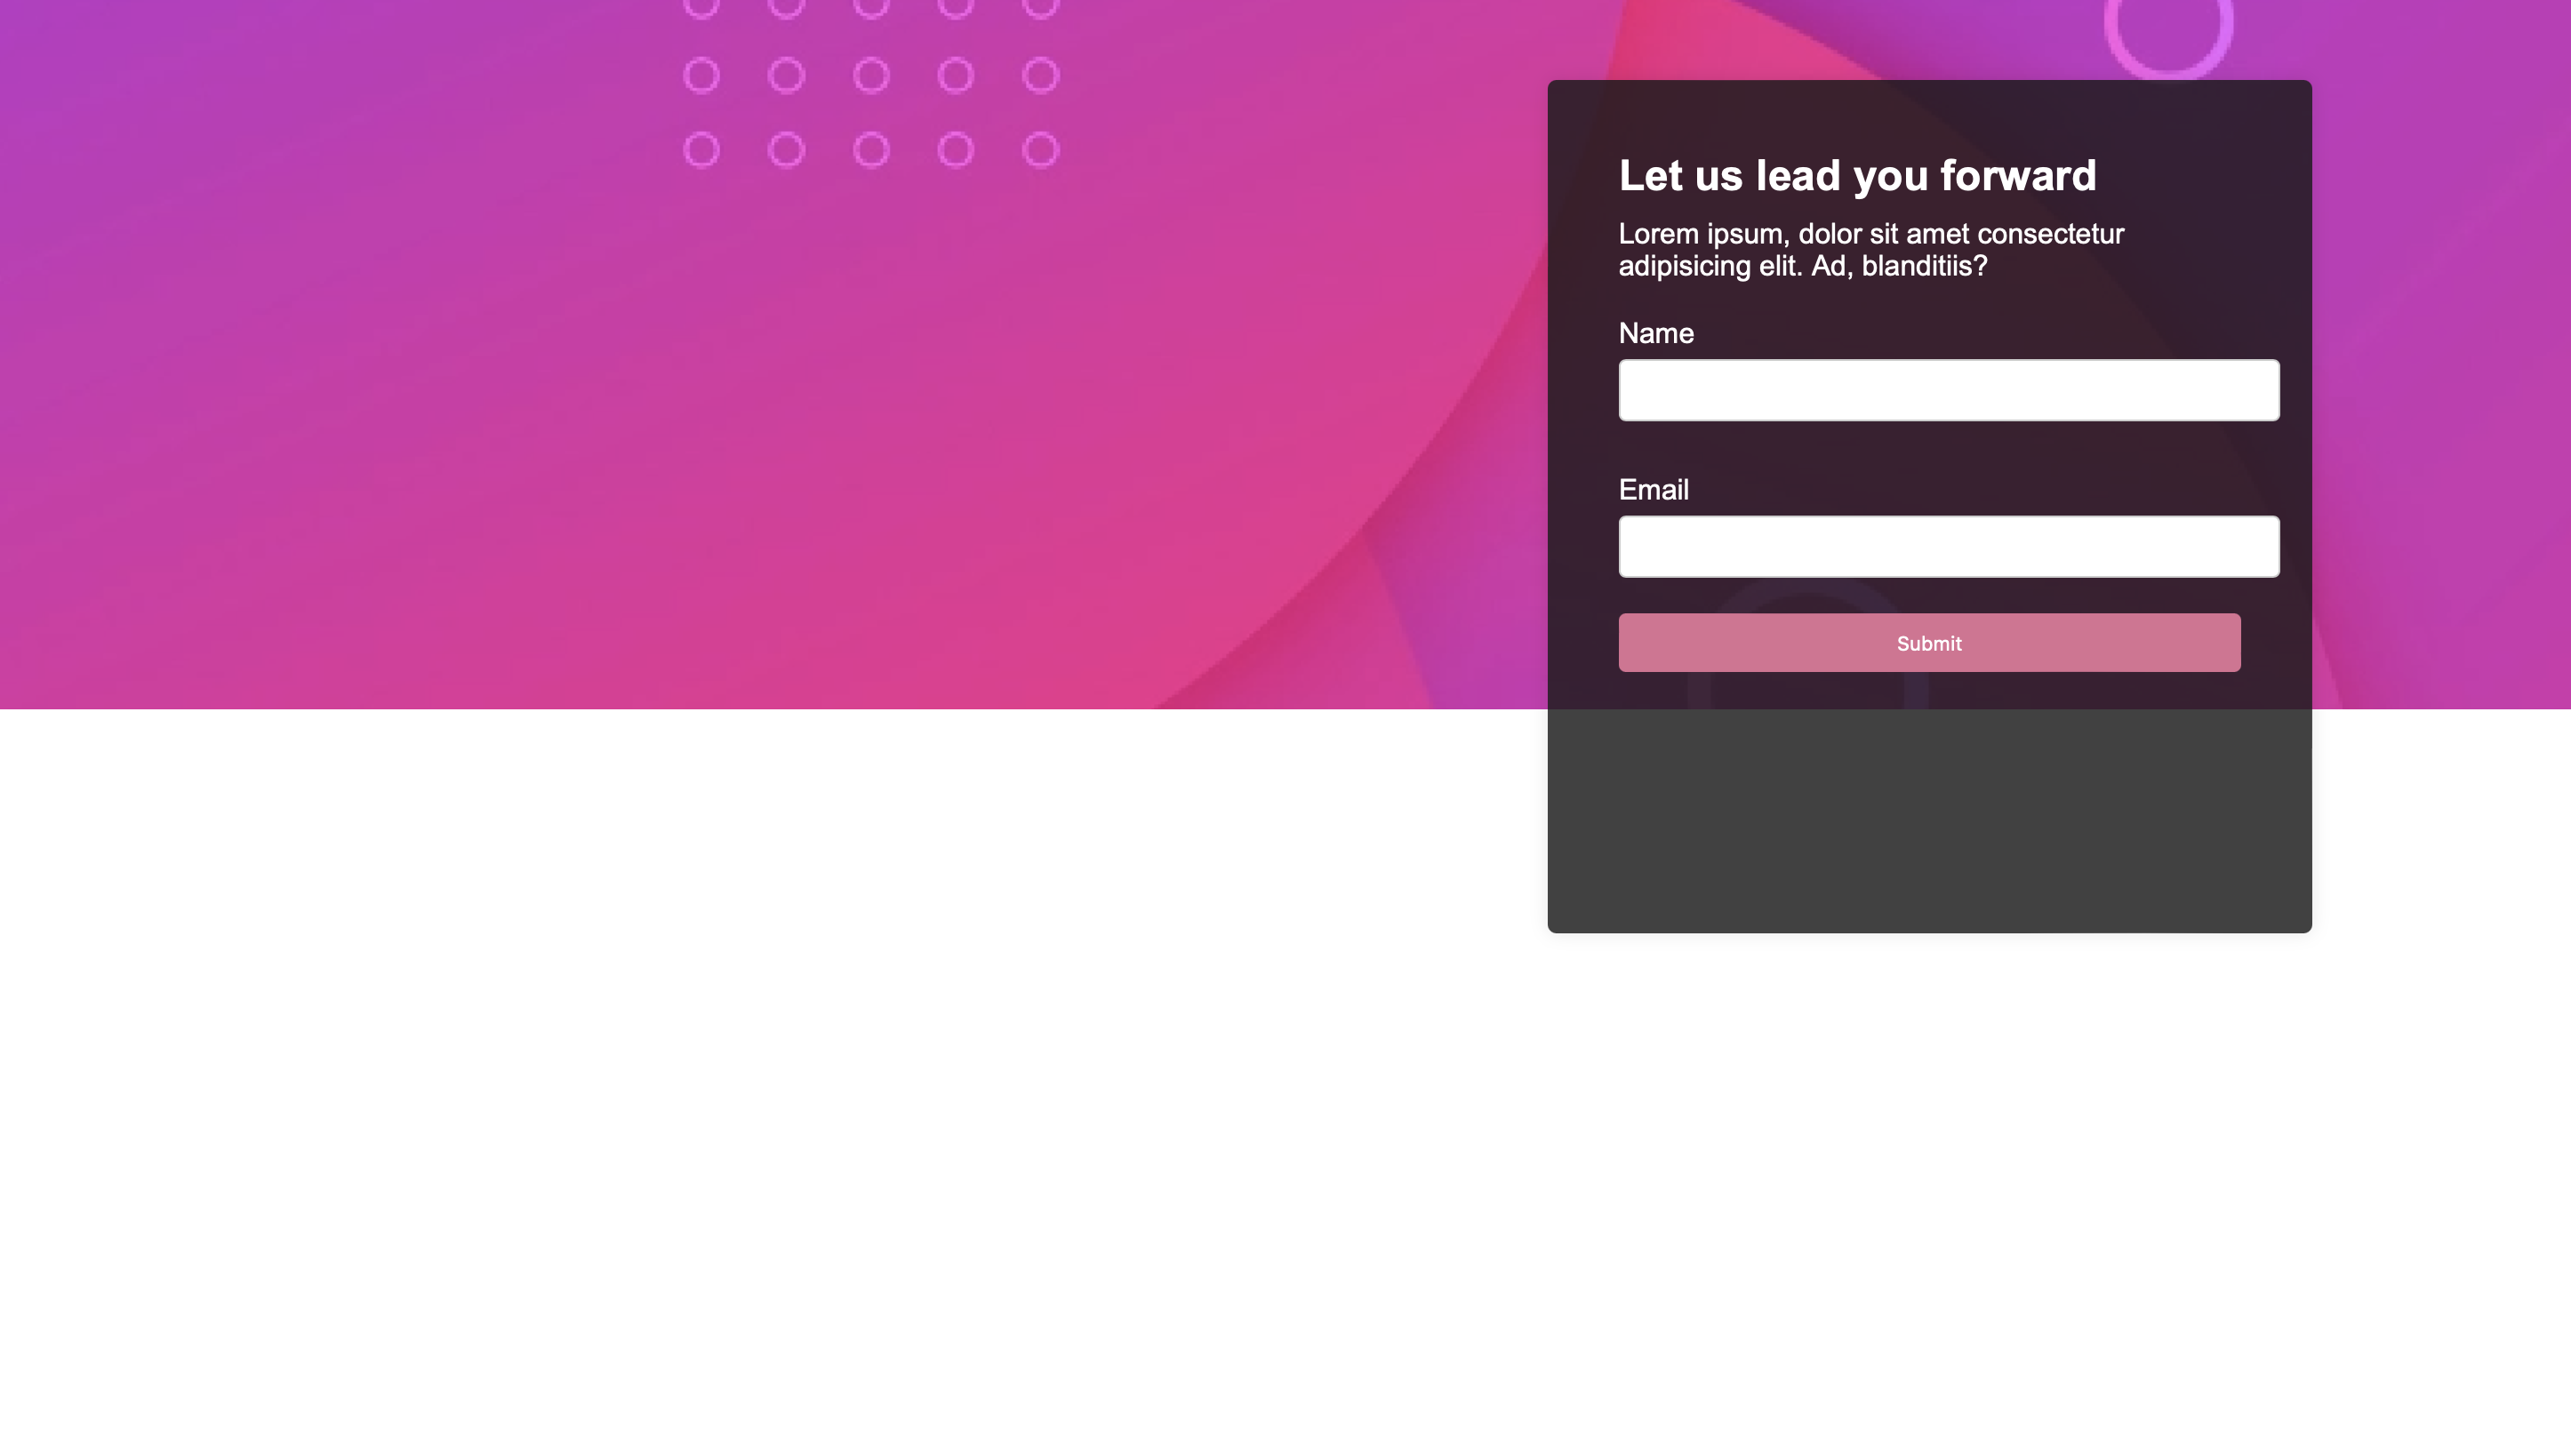 Let us lead you forward
Lorem ipsum, dolor sit amet consectetur
adipisicing elit. Ad, blanditiis?
Name
Email
Submit